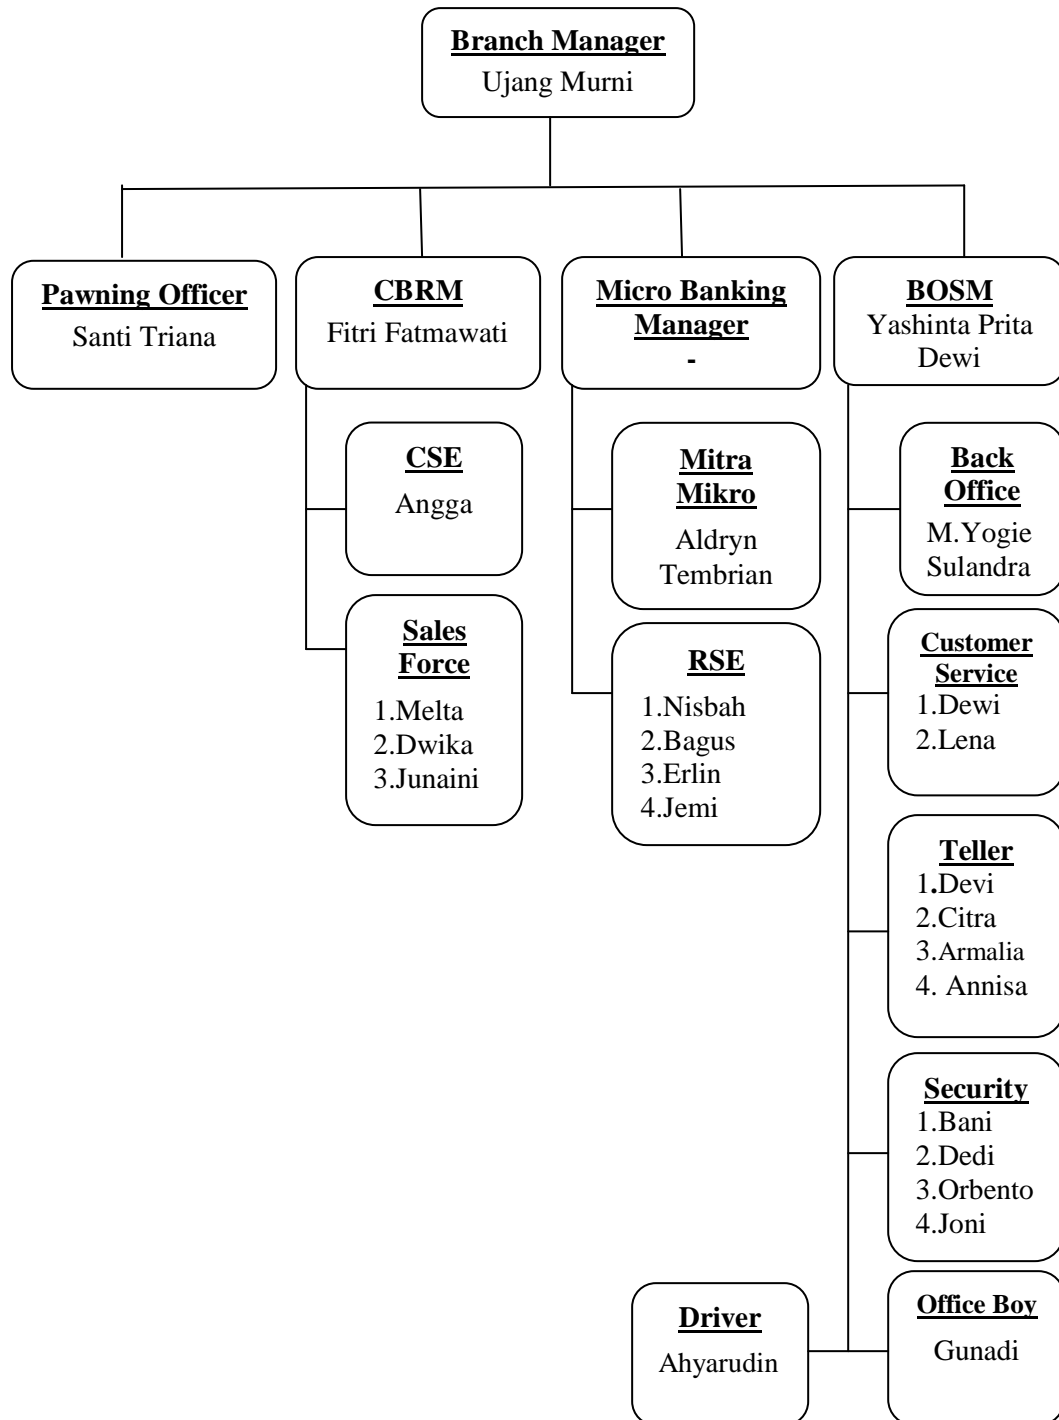 Branch Manager
Ujang Murni
Pawning Officer
Santi Triana
CBRM
Fitri Fatmawati
Micro Banking
Manager
-
BOSM
Yashinta Prita
Dewi
CSE
Angga
Sales
Force
1.Melta
2.Dwika
3.Junaini
Mitra
Mikro
Aldryn
Tembrian
RSE
1.Nisbah
2.Bagus
3.Erlin
4.Jemi
Back
Office
M.Yogie
Sulandra
Customer
Service
1.Dewi
2.Lena
Teller
1.Devi
2.Citra
3.Armalia
4. Annisa
Security
1.Bani
2.Dedi
3.Orbento
4.Joni
Driver
Ahyarudin
Office Boy
Gunadi